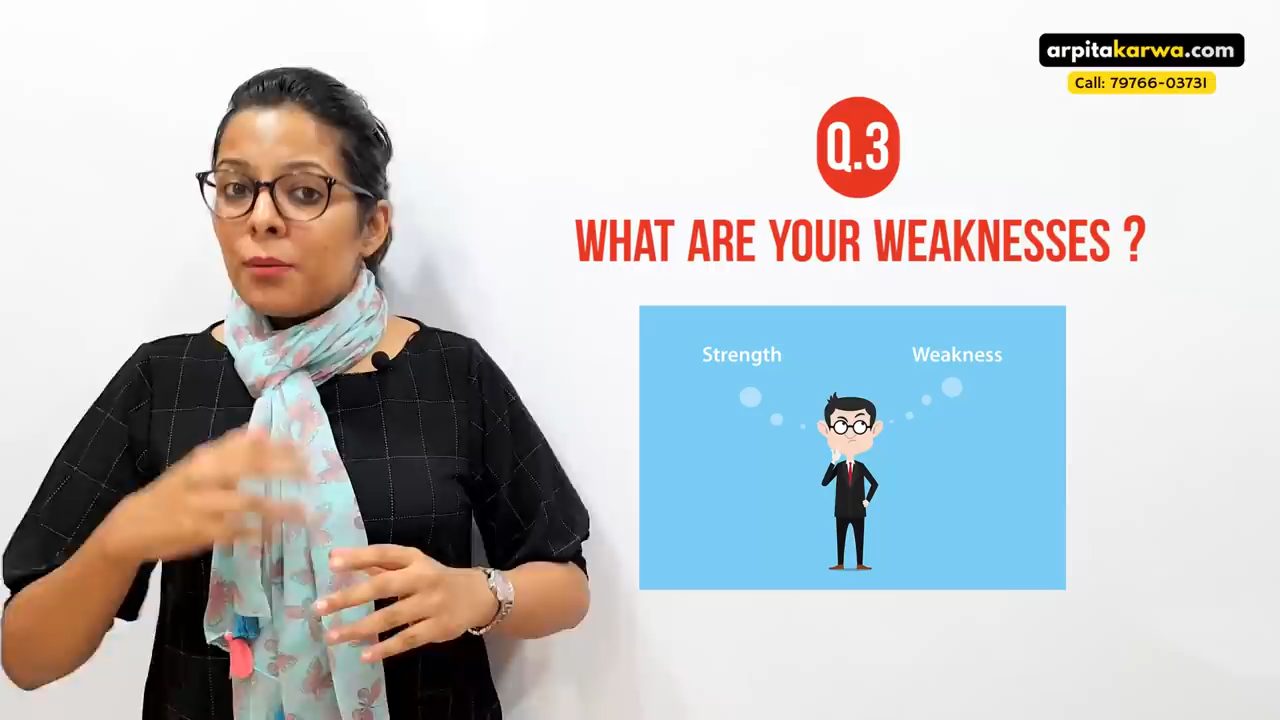 arpitakarwa.com
Call: 79766-03731
Q.3
WHAT ARE YOUR WEAKNESSES ?
Strength
Weakness